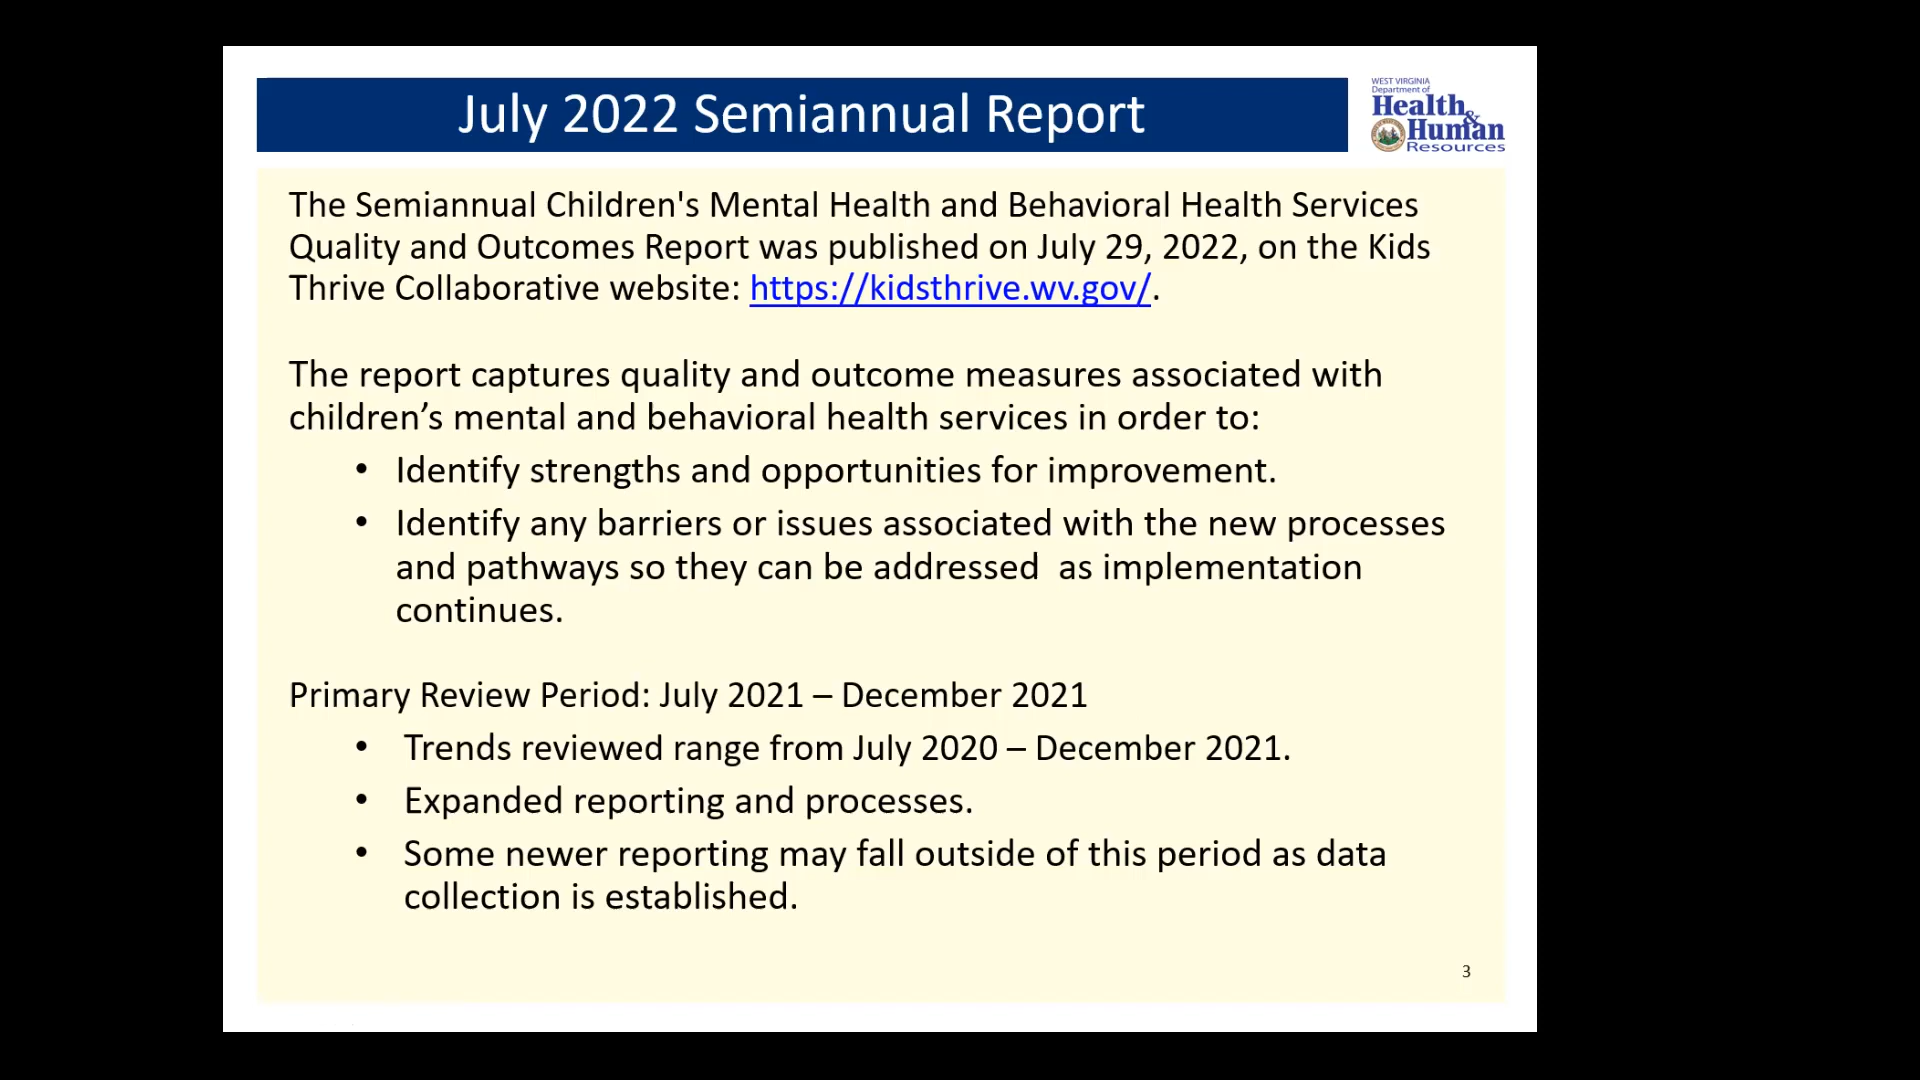 July 2022 Semiannual Report
WEST VIRGINIA
Department of
Health &
Human
Resources
The Semiannual Children's Mental Health and Behavioral Health Services
Quality and Outcomes Report was published on July 29, 2022, on the Kids
Thrive Collaborative website: https://kidsthrive.wv.gov/.
The report captures quality and outcome measures associated with
children’s mental and behavioral health services in order to:
• Identify strengths and opportunities for improvement.
• Identify any barriers or issues associated with the new processes
and pathways so they can be addressed  as implementation
continues.
Primary Review Period: July 2021 – December 2021
• Trends reviewed range from July 2020 – December 2021.
• Expanded reporting and processes.
• Some newer reporting may fall outside of this period as data
collection is established.
3